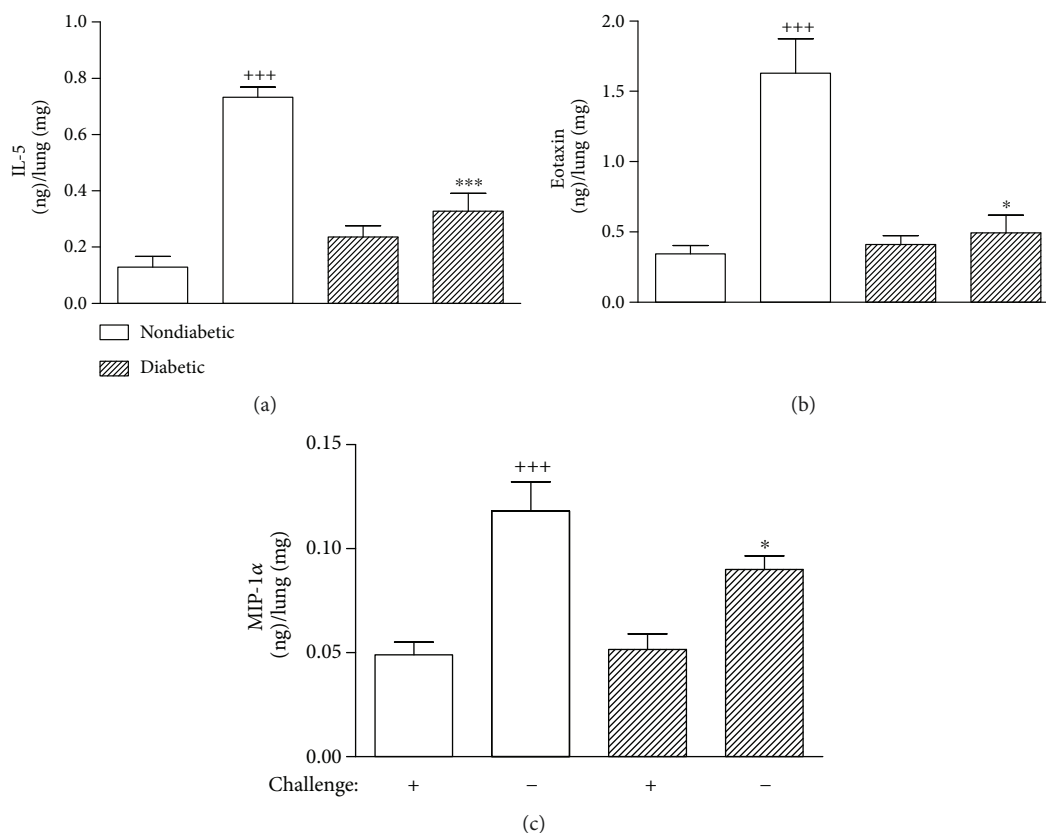 1.0
0.8
0.6
0.4
0.2
0.0
IL-5
(ng)/lung (mg)
+++
***
Nondiabetic
Diabetic
(a)
2.0
1.5
1.0
0.5
0.0
Eotaxin
(ng)/lung (mg)
+++
*
(b)
0.15
0.10
0.05
0.00
MIP-1α
(ng)/lung (mg)
+++
*
Challenge: + − + −
(c)